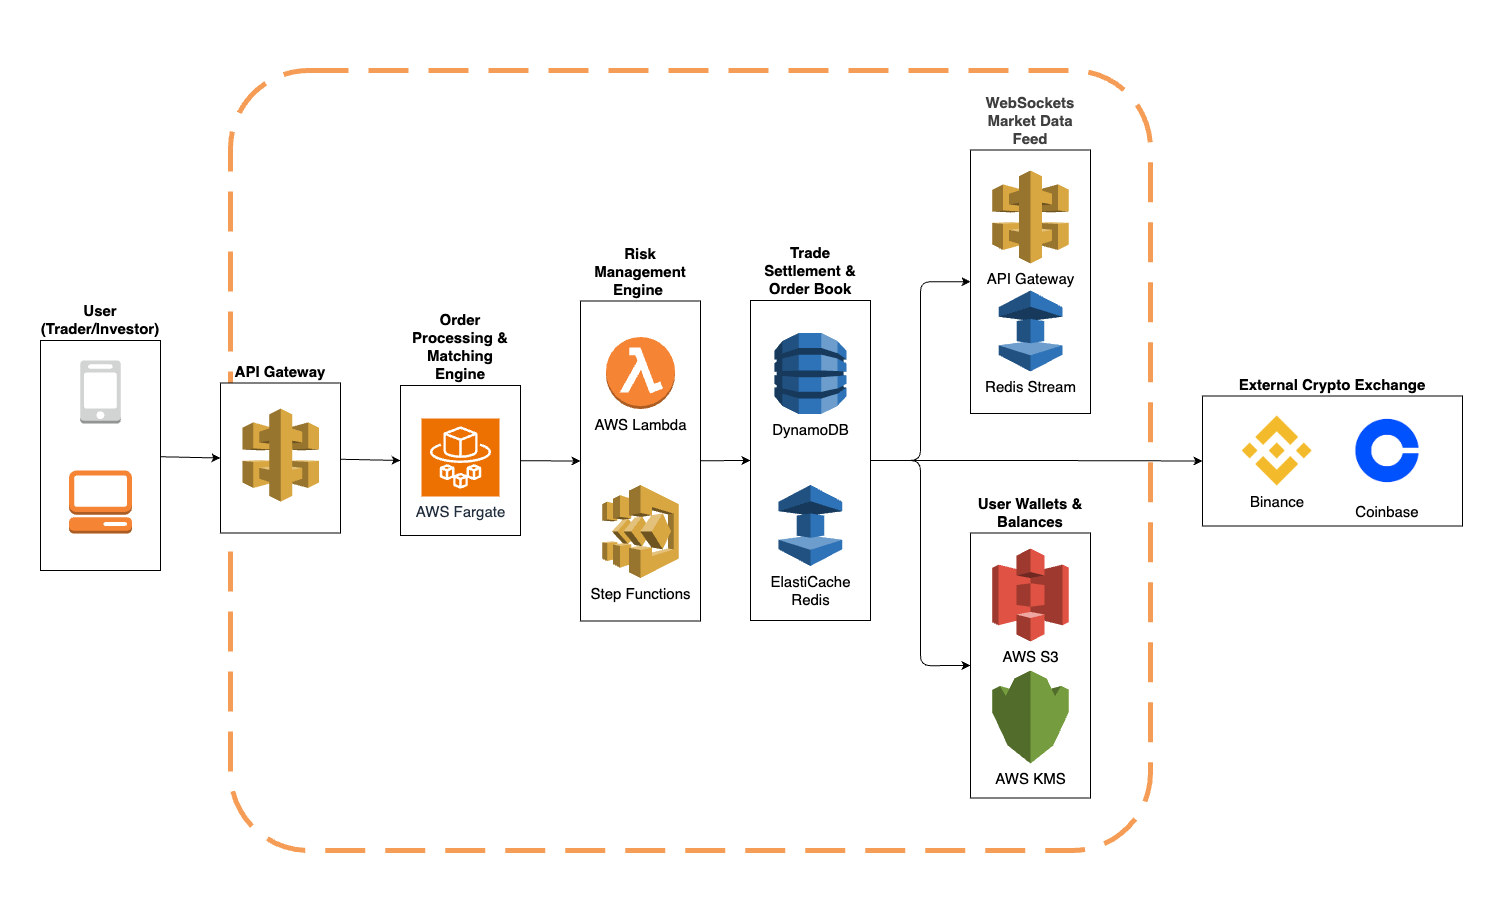 User
(Trader/Investor)
API Gateway
Order
Processing &
Matching
Engine
AWS Fargate
Risk
Management
Engine
AWS Lambda
Step Functions
Trade
Settlement &
Order Book
DynamoDB
ElastiCache
Redis
WebSockets
Market Data
Feed
API Gateway
Redis Stream
User Wallets &
Balances
AWS S3
AWS KMS
External Crypto Exchange
Binance
Coinbase